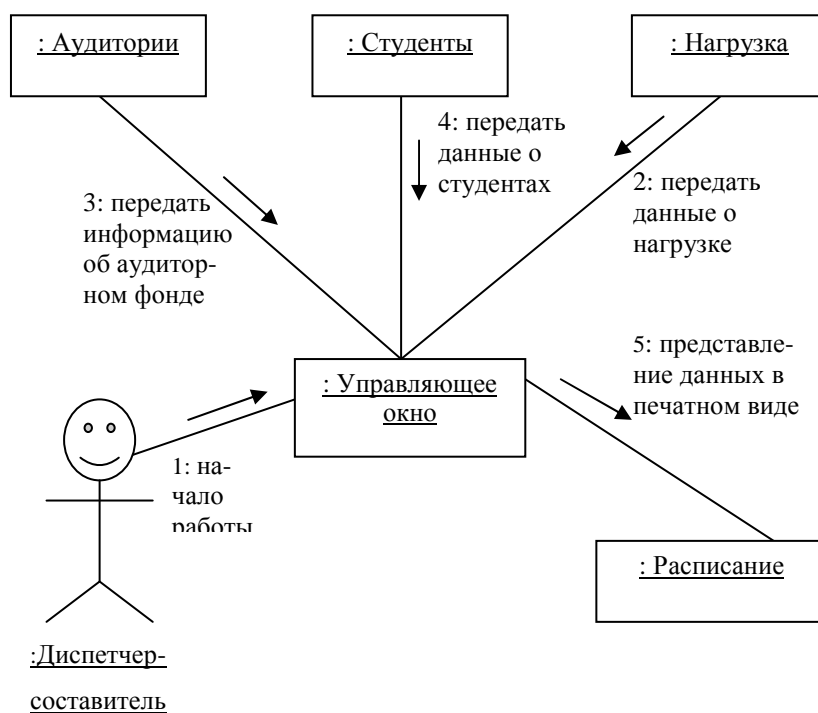 : Аудитории
: Студенты
: Нагрузка
4: передать
данные о
студентах
3: передать
информацию
об аудитор-
ном фонде
2: передать
данные о
нагрузке
: Управляющее
окно
5: представле-
ние данных в
печатном виде
1: на-
чало
работы
: Расписание
:Диспетчер-
составитель